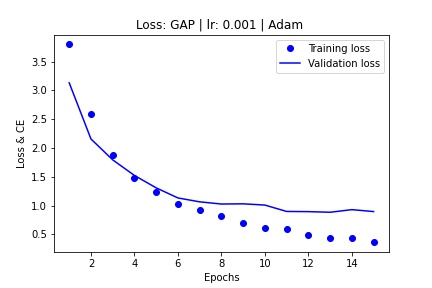 Loss: GAP | lr: 0.001 | Adam
Training loss
Validation loss
3.5
3.0
2.5
2.0
1.5
1.0
0.5
Loss & CE
2 4 6 8 10 12 14
Epochs